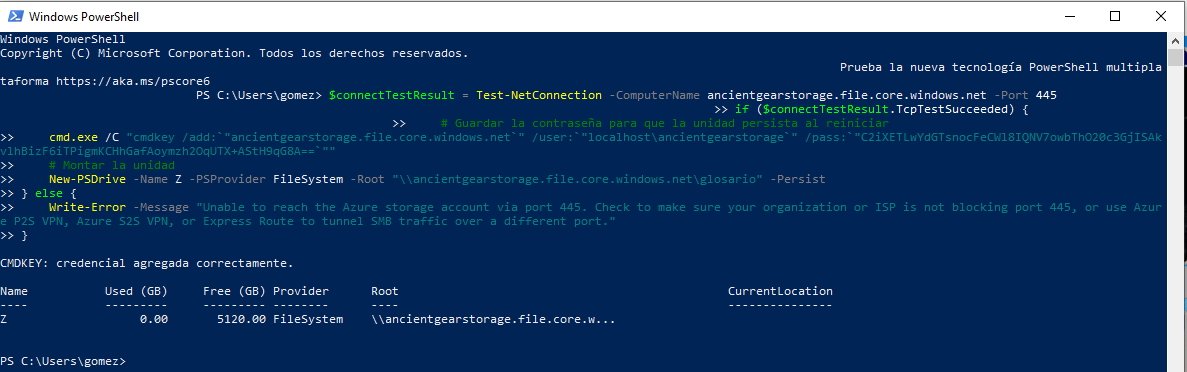 Windows PowerShell
Windows PowerShell
Copyright (C) Microsoft Corporation. Todos los derechos reservados.
Prueba la nueva tecnología PowerShell multipla
taforma https://aka.ms/pscore6
PS C:\Users\gomez> $connectTestResult = Test-NetConnection -ComputerName ancientgearstorage.file.core.windows.net -Port 445
>> if ($connectTestResult.TcpTestSucceeded) {
>>     # Guardar la contraseña para que la unidad persista al reiniciar
>>     cmd.exe /C "cmdkey /add:`"ancientgearstorage.file.core.windows.net`" /user:`"localhost\ancientgearstorage`" /pass:`"C2iXETLwYdGTsnocFeCWl8IQNV7owbThO20c3GjISAk
vlhBizF6iTPigmKCHhGafAoymzh2OqUTX+AStH9qG8A==`""
>>     # Montar la unidad
>>     New-PSDrive -Name Z -PSProvider FileSystem -Root "\\ancientgearstorage.file.core.windows.net\glosario" -Persist
>> } else {
>>     Write-Error -Message "Unable to reach the Azure storage account via port 445. Check to make sure your organization or ISP is not blocking port 445, or use Azur
e P2S VPN, Azure S2S VPN, or Express Route to tunnel SMB traffic over a different port."
>> }
CMDKEY: credencial agregada correctamente.
Name           Used (GB)     Free (GB) Provider      Root                                               CurrentLocation
----           ---------     --------- --------      ----                                               ---------------
Z                   0.00       5120.00 FileSystem    \\ancientgearstorage.file.core.w...
PS C:\Users\gomez>